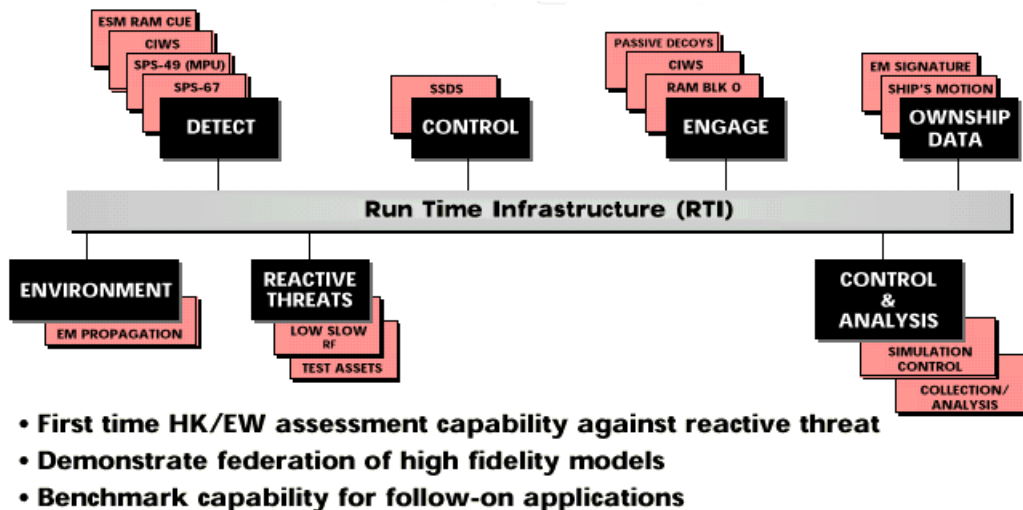 ESM RAM CUE
CIWS
SPS-49 (MPU)
SPS-67
DETECT
SSDS
CONTROL
PASSIVE DECOYS
CIWS
RAM BLK 0
ENGAGE
EM SIGNATURE
SHIP'S MOTION
OWNSHIP
DATA
Run Time Infrastructure (RTI)
ENVIRONMENT
EM PROPAGATION
REACTIVE
THREATS
LOW SLOW
RF
TEST ASSETS
CONTROL
&
ANALYSIS
SIMULATION
CONTROL
COLLECTION/
ANALYSIS
• First time HK/EW assessment capability against reactive threat
• Demonstrate federation of high fidelity models
• Benchmark capability for follow-on applications